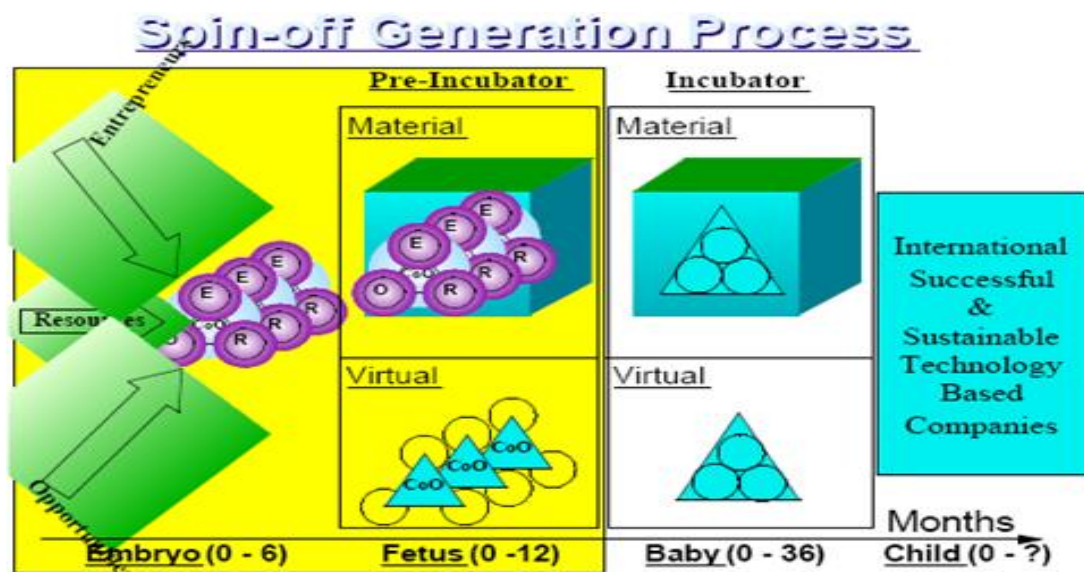 Spin-off Generation Process
Entrepreneurs
Pre-Incubator
Incubator
Material
Material
E
E
E
CoO
O
R
R
R
E
E
E
CoO
R
R
R
Resources
International
Successful
&
Sustainable
Technology
Based
Companies
Virtual
Virtual
CoO
CoO
CoO
Months
Embryo (0 - 6)
Fetus (0 -12)
Baby (0 - 36)
Child (0 - ?)